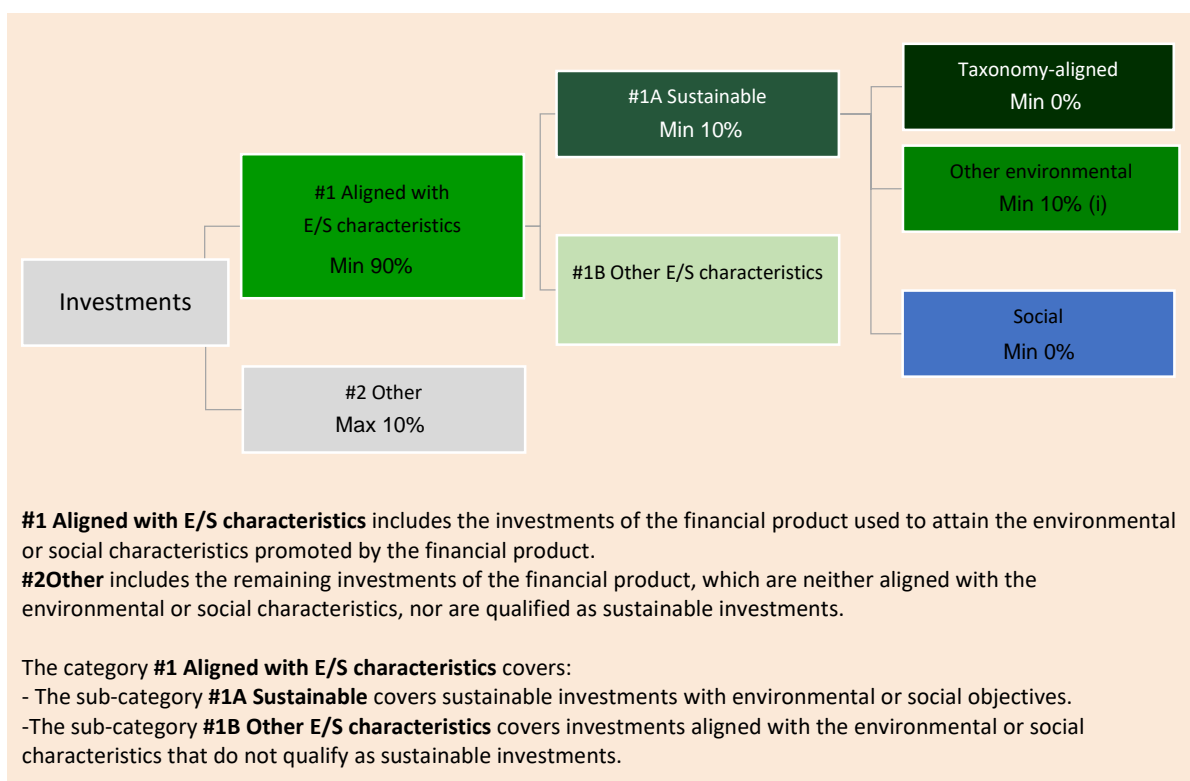 Investments
#1 Aligned with
E/S characteristics
Min 90%
#2 Other
Max 10%
#1A Sustainable
Min 10%
#1B Other E/S characteristics
Taxonomy-aligned
Min 0%
Other environmental
Min 10% (i)
Social
Min 0%
#1 Aligned with E/S characteristics includes the investments of the financial product used to attain the environmental
or social characteristics promoted by the financial product.
#2Other includes the remaining investments of the financial product, which are neither aligned with the
environmental or social characteristics, nor are qualified as sustainable investments.
The category #1 Aligned with E/S characteristics covers:
- The sub-category #1A Sustainable covers sustainable investments with environmental or social objectives.
-The sub-category #1B Other E/S characteristics covers investments aligned with the environmental or social
characteristics that do not qualify as sustainable investments.